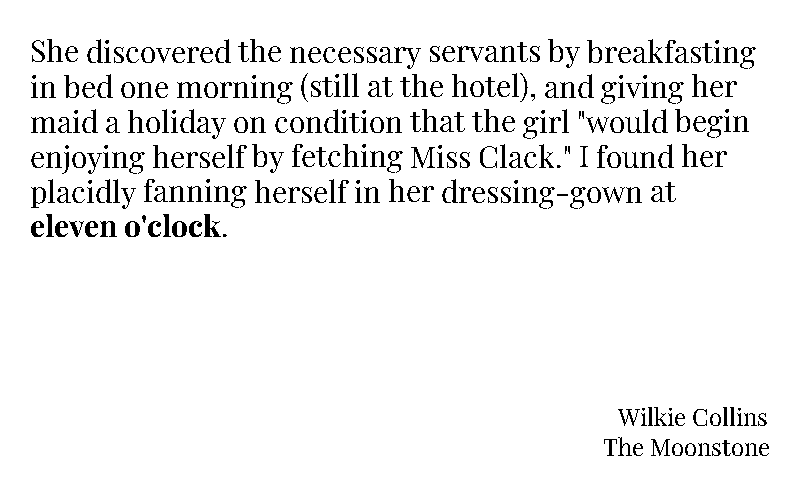 She discovered the necessary servants by breakfasting
in bed one morning (still at the hotel), and giving her
maid a holiday on condition that the girl "would begin
enjoying herself by fetching Miss Clack." I found her
placidly fanning herself in her dressing-gown at
eleven o'clock.
Wilkie Collins
The Moonstone